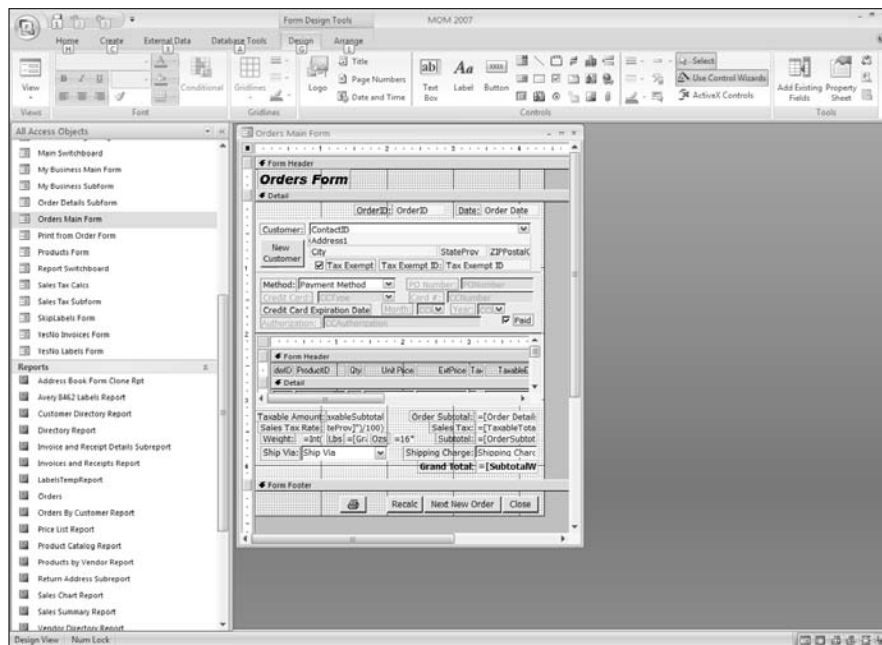 Form Design Tools MOM 2007
Home Create External Data Database Tools Design Arrange
H C A G L
View
Views
B I U
Conditional
Font
Gridlines
Gridlines
Logo
Title
Page Numbers
Date and Time
Text Box
Label
Button
Controls
Select
Use Control Wizards
ActiveX Controls
Add Existing Fields
Property Sheet
Tools
All Access Objects
Main Switchboard
My Business Main Form
My Business Subform
Order Details Subform
Orders Main Form
Print from Order Form
Products Form
Report Switchboard
Sales Tax Calcs
Sales Tax Subform
SkipLabels Form
YesNo Invoices Form
YesNo Labels Form
Reports
Address Book Form Clone Rpt
Avery 8462 Labels Report
Customer Directory Report
Directory Report
Invoice and Receipt Details Subreport
Invoices and Receipts Report
LabelsTempReport
Orders
Orders By Customer Report
Price List Report
Product Catalog Report
Products by Vendor Report
Return Address Subreport
Sales Chart Report
Sales Summary Report
Vendor Directory Report
Orders Main Form
Form Header
Orders Form
Detail
OrderID: OrderID Date: Order Date
Customer: ContactID
Address1
New Customer
City StateProv ZIPPostalC
Tax Exempt Tax Exempt ID: Tax Exempt ID
Method: Payment Method PO Number: PONumber
Credit Card: CCType Card #: CCNumber
Credit Card Expiration Date Month: CCE Year: CCE
Authorization: CCAuthorization Paid
Form Header
derID ProductID Qty Unit Price ExtPrice Tax TaxableE
Detail
Taxable Amount: axableSubtotal Order Subtotal: =[Order Detail:
Sales Tax Rate: teProv]")/100) Sales Tax: =[TaxableTota
Weight: =Int( Lbs =[Gra Ozs =16* Subtotal: =[OrderSubtot
Ship Via: Ship Via Shipping Charge: Shipping Charg
Grand Total: =[SubtotalW
Form Footer
Recalc Next New Order Close
Design View Num Lock